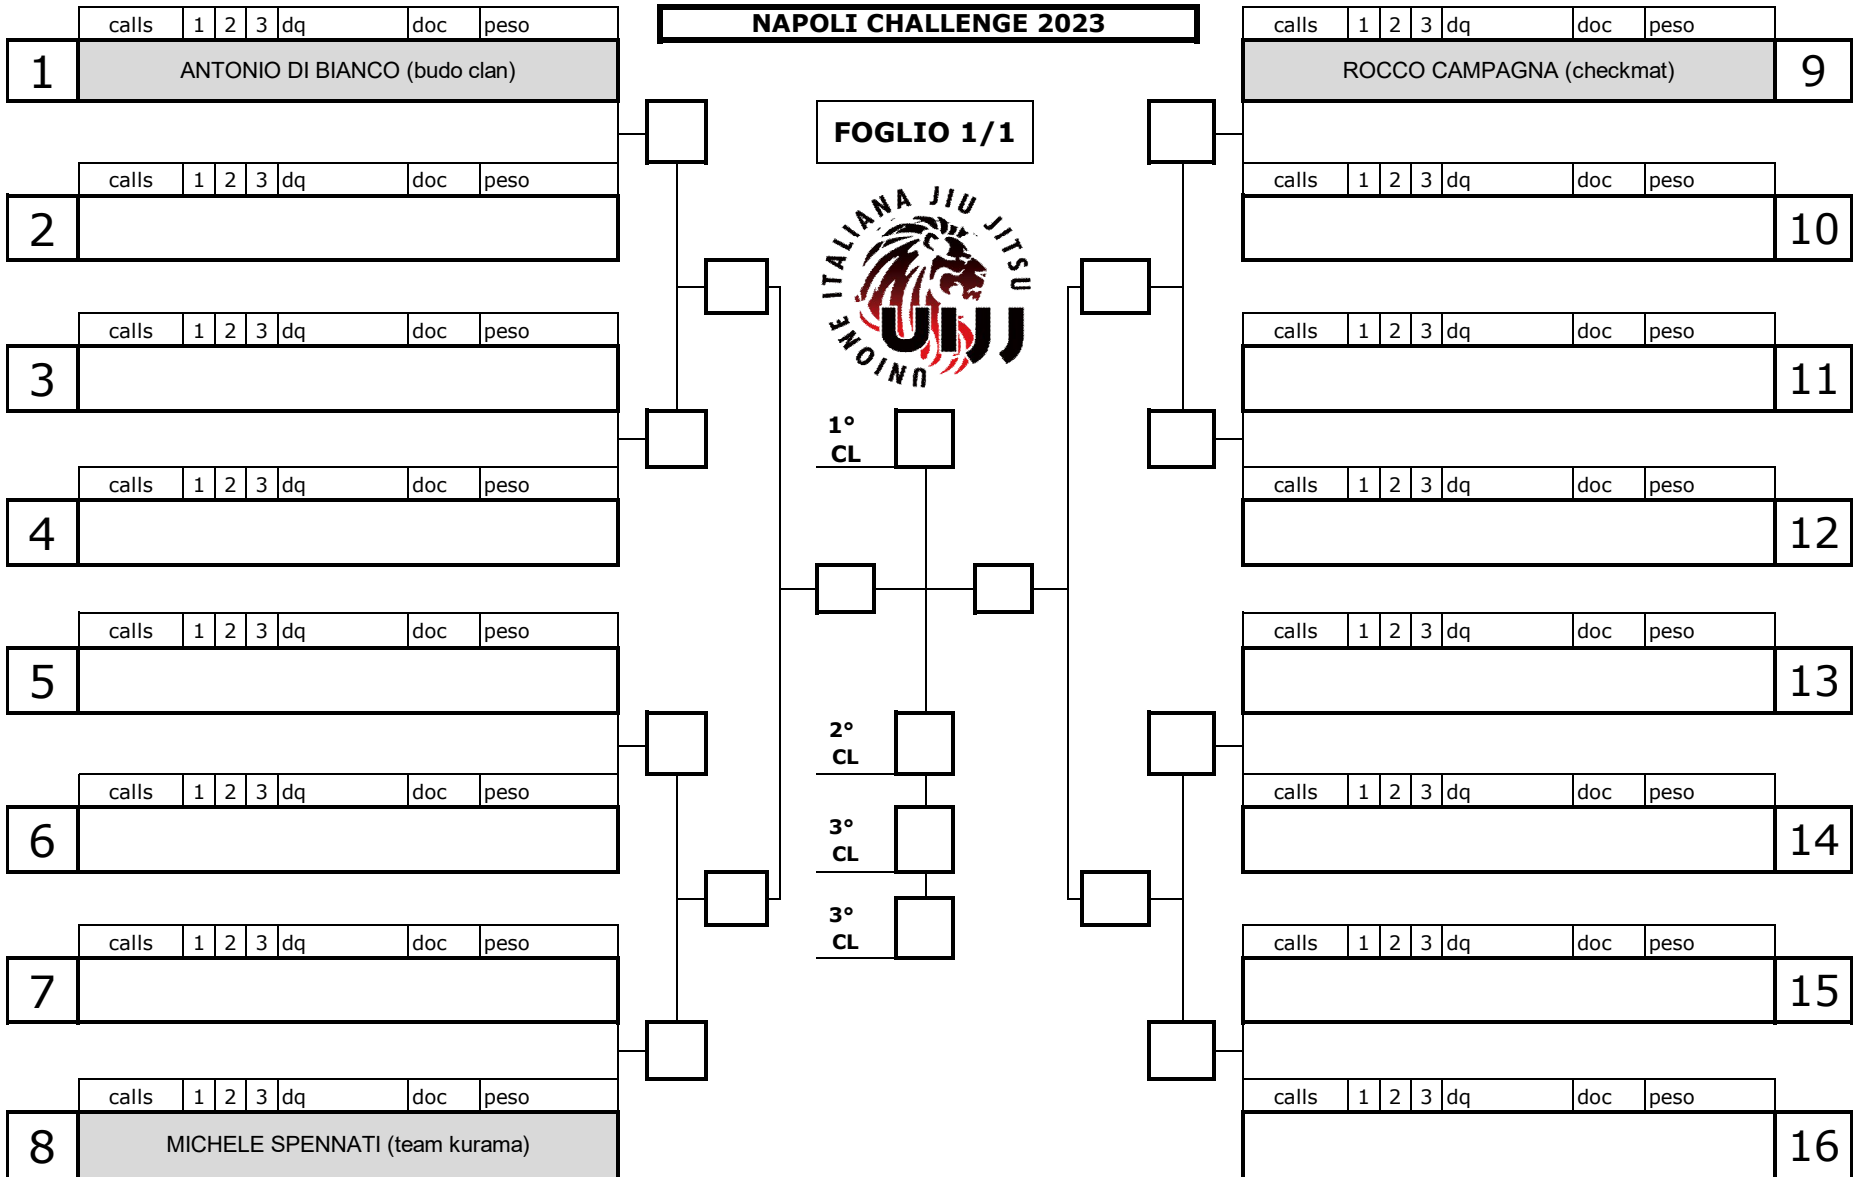 calls 1 2 3 dq doc peso
NAPOLI CHALLENGE 2023
calls 1 2 3 dq doc peso
1 ANTONIO DI BIANCO (budo clan)
ROCCO CAMPAGNA (checkmat) 9
FOGLIO 1/1
calls 1 2 3 dq doc peso
calls 1 2 3 dq doc peso
2
10
UNIONE ITALIANA JIU JITSU
UIJJ
calls 1 2 3 dq doc peso
calls 1 2 3 dq doc peso
3
11
1°
CL
calls 1 2 3 dq doc peso
calls 1 2 3 dq doc peso
4
12
calls 1 2 3 dq doc peso
calls 1 2 3 dq doc peso
5
13
2°
CL
calls 1 2 3 dq doc peso
calls 1 2 3 dq doc peso
6
14
3°
CL
3°
CL
calls 1 2 3 dq doc peso
calls 1 2 3 dq doc peso
7
15
calls 1 2 3 dq doc peso
calls 1 2 3 dq doc peso
8 MICHELE SPENNATI (team kurama)
16